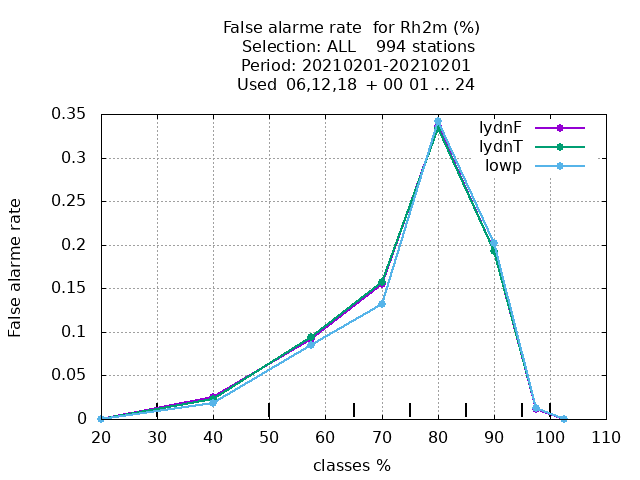 False alarme rate  for Rh2m (%)
Selection: ALL    994 stations
Period: 20210201-20210201
Used  06,12,18  + 00 01 ... 24
lydnF
lydnT
lowp
0.35
0.3
0.25
0.2
0.15
0.1
0.05
0
False alarme rate
20 30 40 50 60 70 80 90 100 110
classes %